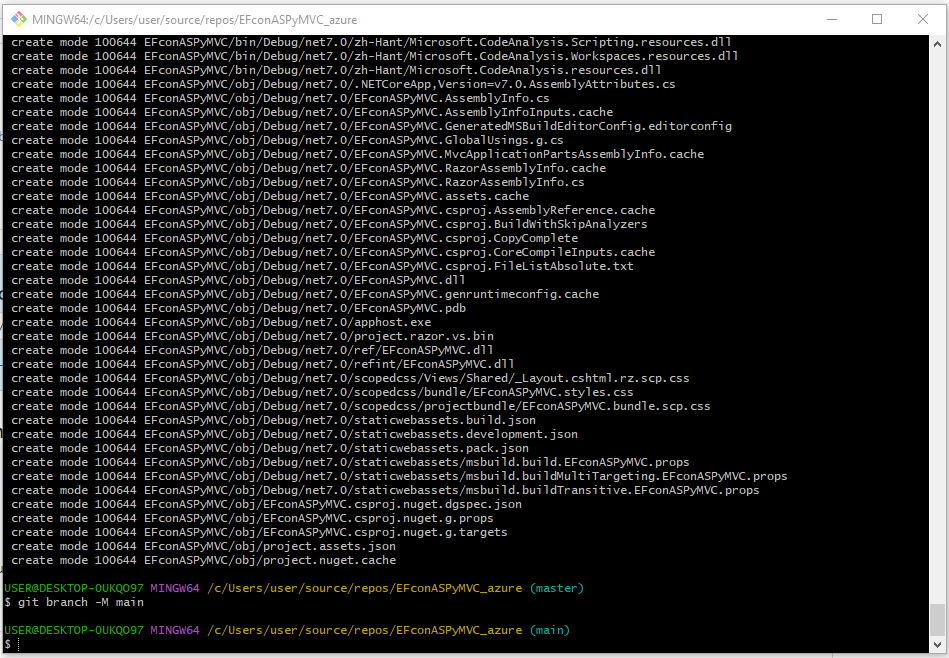 MINGW64:/c/Users/user/source/repos/EFconASPyMVC_azure
create mode 100644 EFconASPyMVC/bin/Debug/net7.0/zh-Hant/Microsoft.CodeAnalysis.Scripting.resources.dll
create mode 100644 EFconASPyMVC/bin/Debug/net7.0/zh-Hant/Microsoft.CodeAnalysis.Workspaces.resources.dll
create mode 100644 EFconASPyMVC/bin/Debug/net7.0/zh-Hant/Microsoft.CodeAnalysis.resources.dll
create mode 100644 EFconASPyMVC/obj/Debug/net7.0/.NETCoreApp,Version=v7.0.AssemblyAttributes.cs
create mode 100644 EFconASPyMVC/obj/Debug/net7.0/EFconASPyMVC.AssemblyInfo.cs
create mode 100644 EFconASPyMVC/obj/Debug/net7.0/EFconASPyMVC.AssemblyInfoInputs.cache
create mode 100644 EFconASPyMVC/obj/Debug/net7.0/EFconASPyMVC.GeneratedMSBuildEditorConfig.editorconfig
create mode 100644 EFconASPyMVC/obj/Debug/net7.0/EFconASPyMVC.GlobalUsings.g.cs
create mode 100644 EFconASPyMVC/obj/Debug/net7.0/EFconASPyMVC.MvcApplicationPartsAssemblyInfo.cache
create mode 100644 EFconASPyMVC/obj/Debug/net7.0/EFconASPyMVC.RazorAssemblyInfo.cache
create mode 100644 EFconASPyMVC/obj/Debug/net7.0/EFconASPyMVC.RazorAssemblyInfo.cs
create mode 100644 EFconASPyMVC/obj/Debug/net7.0/EFconASPyMVC.assets.cache
create mode 100644 EFconASPyMVC/obj/Debug/net7.0/EFconASPyMVC.csproj.AssemblyReference.cache
create mode 100644 EFconASPyMVC/obj/Debug/net7.0/EFconASPyMVC.csproj.BuildWithSkipAnalyzers
create mode 100644 EFconASPyMVC/obj/Debug/net7.0/EFconASPyMVC.csproj.CopyComplete
create mode 100644 EFconASPyMVC/obj/Debug/net7.0/EFconASPyMVC.csproj.CoreCompileInputs.cache
create mode 100644 EFconASPyMVC/obj/Debug/net7.0/EFconASPyMVC.csproj.FileListAbsolute.txt
create mode 100644 EFconASPyMVC/obj/Debug/net7.0/EFconASPyMVC.dll
create mode 100644 EFconASPyMVC/obj/Debug/net7.0/EFconASPyMVC.genruntimeconfig.cache
create mode 100644 EFconASPyMVC/obj/Debug/net7.0/EFconASPyMVC.pdb
create mode 100644 EFconASPyMVC/obj/Debug/net7.0/apphost.exe
create mode 100644 EFconASPyMVC/obj/Debug/net7.0/project.razor.vs.bin
create mode 100644 EFconASPyMVC/obj/Debug/net7.0/ref/EFconASPyMVC.dll
create mode 100644 EFconASPyMVC/obj/Debug/net7.0/refint/EFconASPyMVC.dll
create mode 100644 EFconASPyMVC/obj/Debug/net7.0/scopedcss/Views/Shared/_Layout.cshtml.rz.scp.css
create mode 100644 EFconASPyMVC/obj/Debug/net7.0/scopedcss/bundle/EFconASPyMVC.styles.css
create mode 100644 EFconASPyMVC/obj/Debug/net7.0/scopedcss/projectbundle/EFconASPyMVC.bundle.scp.css
create mode 100644 EFconASPyMVC/obj/Debug/net7.0/staticwebassets.build.json
create mode 100644 EFconASPyMVC/obj/Debug/net7.0/staticwebassets.development.json
create mode 100644 EFconASPyMVC/obj/Debug/net7.0/staticwebassets.pack.json
create mode 100644 EFconASPyMVC/obj/Debug/net7.0/staticwebassets/msbuild.build.EFconASPyMVC.props
create mode 100644 EFconASPyMVC/obj/Debug/net7.0/staticwebassets/msbuild.buildMultiTargeting.EFconASPyMVC.props
create mode 100644 EFconASPyMVC/obj/Debug/net7.0/staticwebassets/msbuild.buildTransitive.EFconASPyMVC.props
create mode 100644 EFconASPyMVC/obj/EFconASPyMVC.csproj.nuget.dgspec.json
create mode 100644 EFconASPyMVC/obj/EFconASPyMVC.csproj.nuget.g.props
create mode 100644 EFconASPyMVC/obj/EFconASPyMVC.csproj.nuget.g.targets
create mode 100644 EFconASPyMVC/obj/project.assets.json
create mode 100644 EFconASPyMVC/obj/project.nuget.cache
USER@DESKTOP-OUKQO97 MINGW64 /c/Users/user/source/repos/EFconASPyMVC_azure (master)
$ git branch -M main
USER@DESKTOP-OUKQO97 MINGW64 /c/Users/user/source/repos/EFconASPyMVC_azure (main)
$